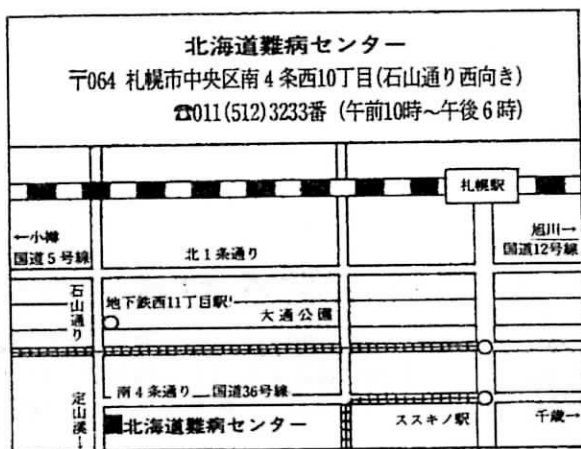 北海道難病センター
〒064 札幌市中央区南4条西10丁目(石山通り西向き)
☎011(512)3233番 (午前10時〜午後6時)
札幌駅
←小樽
国道5号線
旭川→
国道12号線
北1条通り
石山通り
地下鉄西11丁目駅
大通公園
南4条通り
国道36号線
定山渓→
北海道難病センター
ススキノ駅
千歳→